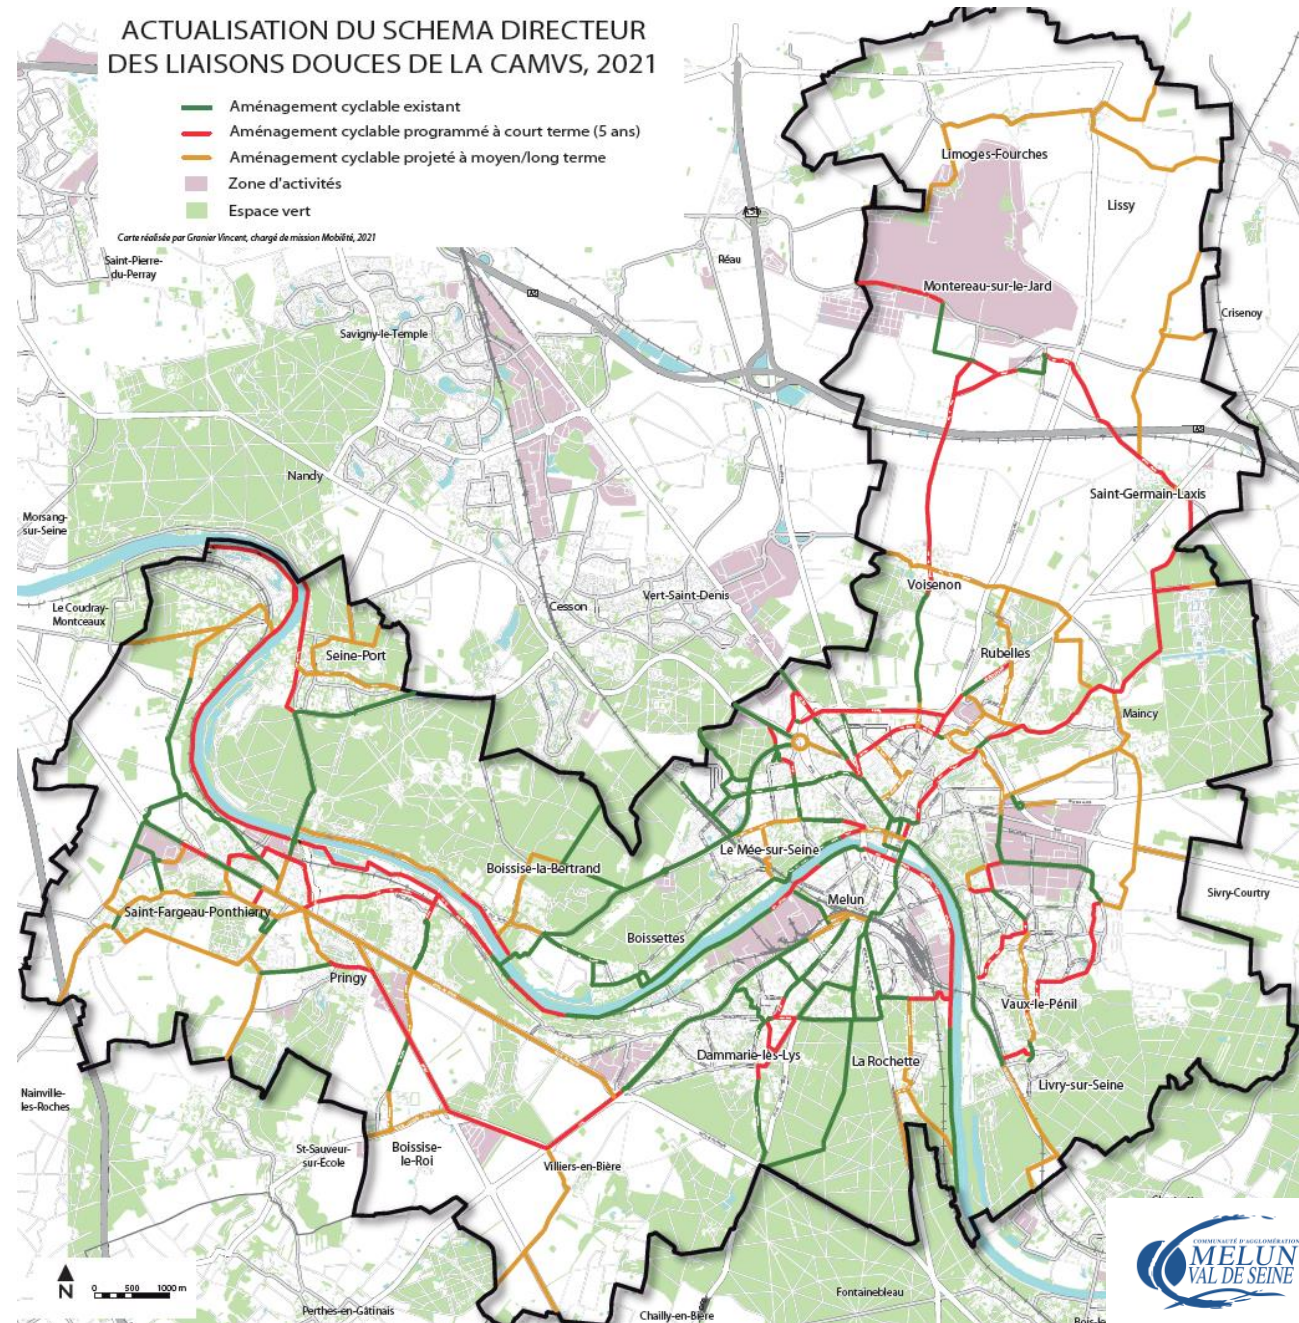 ACTUALISATION DU SCHEMA DIRECTEUR
DES LIAISONS DOUCES DE LA CAMVS, 2021
Aménagement cyclable existant
Aménagement cyclable programmé à court terme (5 ans)
Aménagement cyclable projeté à moyen/long terme
Zone d'activités
Espace vert
Carte réalisée par Granier Vincent, chargé de mission Mobilité, 2021
Limoges-Fourches
Lissy
Saint-Pierre-
du-Perray
Réau
Montereau-sur-le-Jard
Crisenoy
Savigny-le-Temple
Nandy
Saint-Germain-Laxis
Morsang-
sur-Seine
Voisenon
Le Coudray-
Montceaux
Cesson
Vert-Saint-Denis
Seine-Port
Rubelles
Maincy
Le Mée-sur-Seine
Boissise-la-Bertrand
Sivry-Courtry
Saint-Fargeau-Ponthierry
Melun
Boissettes
Pringy
Vaux-le-Pénil
Dammarie-les-Lys
La Rochette
Livry-sur-Seine
Nainville-
les-Roches
St-Sauveur-
sur-École
Boissise-
le-Roi
Villiers-en-Bière
N
0 500 1000 m
Perthes-en-Gâtinais
Chailly-en-Bière
Fontainebleau
COMMUNAUTÉ D'AGGLOMÉRATION
MELUN
VAL DE SEINE